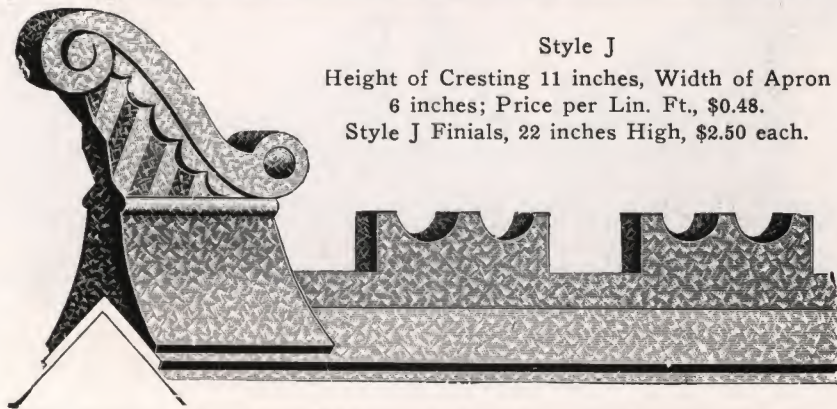 Style J
Height of Cresting 11 inches, Width of Apron
6 inches; Price per Lin. Ft., $0.48.
Style J Finials, 22 inches High, $2.50 each.